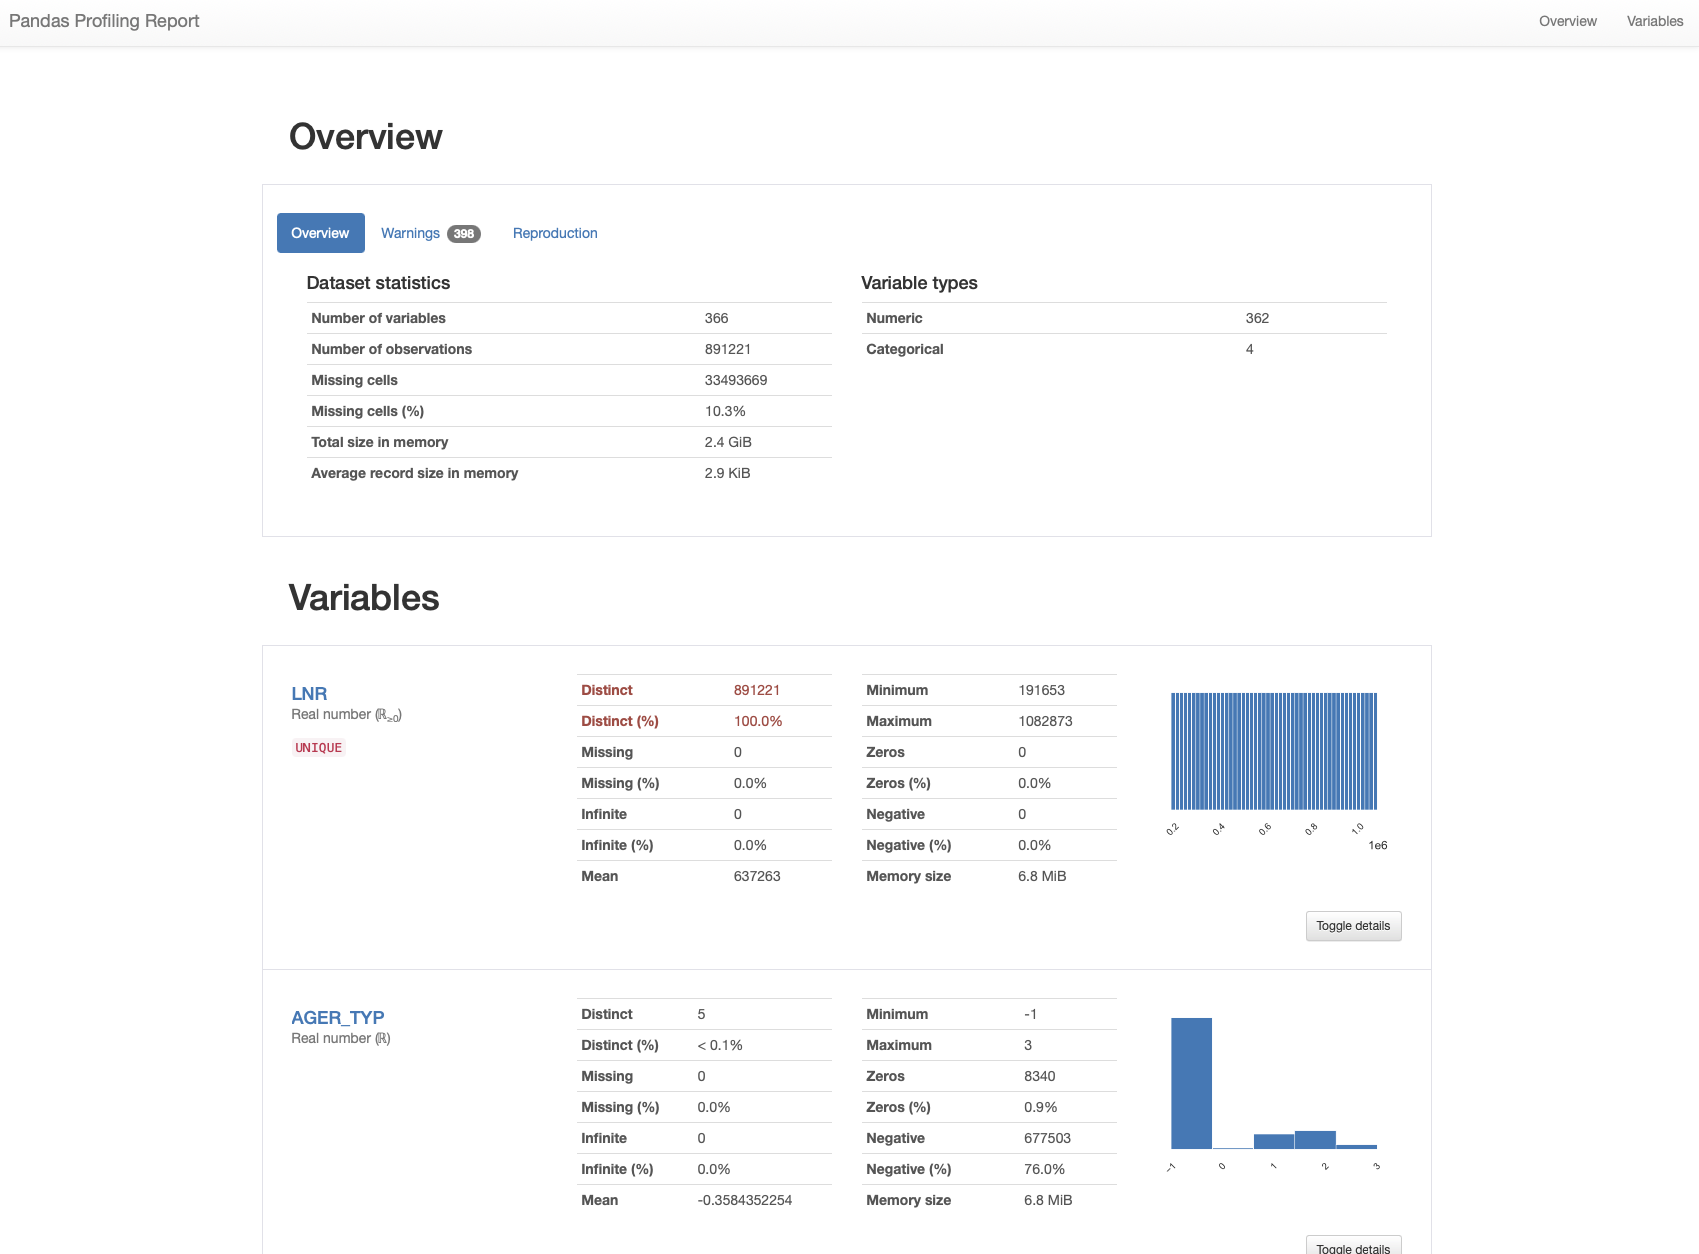 Pandas Profiling Report Overview Variables
Overview
Overview Warnings 398 Reproduction
Dataset statistics
Number of variables 366
Number of observations 891221
Missing cells 33493669
Missing cells (%) 10.3%
Total size in memory 2.4 GiB
Average record size in memory 2.9 KiB
Variable types
Numeric 362
Categorical 4
Variables
LNR
Real number (ℝ≥0)
UNIQUE
Distinct 891221
Distinct (%) 100.0%
Missing 0
Missing (%) 0.0%
Infinite 0
Infinite (%) 0.0%
Mean 637263
Minimum 191653
Maximum 1082873
Zeros 0
Zeros (%) 0.0%
Negative 0
Negative (%) 0.0%
Memory size 6.8 MiB
0.2 0.4 0.6 0.8 1.0
1e6
Toggle details
AGER_TYP
Real number (ℝ)
Distinct 5
Distinct (%) < 0.1%
Missing 0
Missing (%) 0.0%
Infinite 0
Infinite (%) 0.0%
Mean -0.3584352254
Minimum -1
Maximum 3
Zeros 8340
Zeros (%) 0.9%
Negative 677503
Negative (%) 76.0%
Memory size 6.8 MiB
−1 0 1 2 3
Toggle details